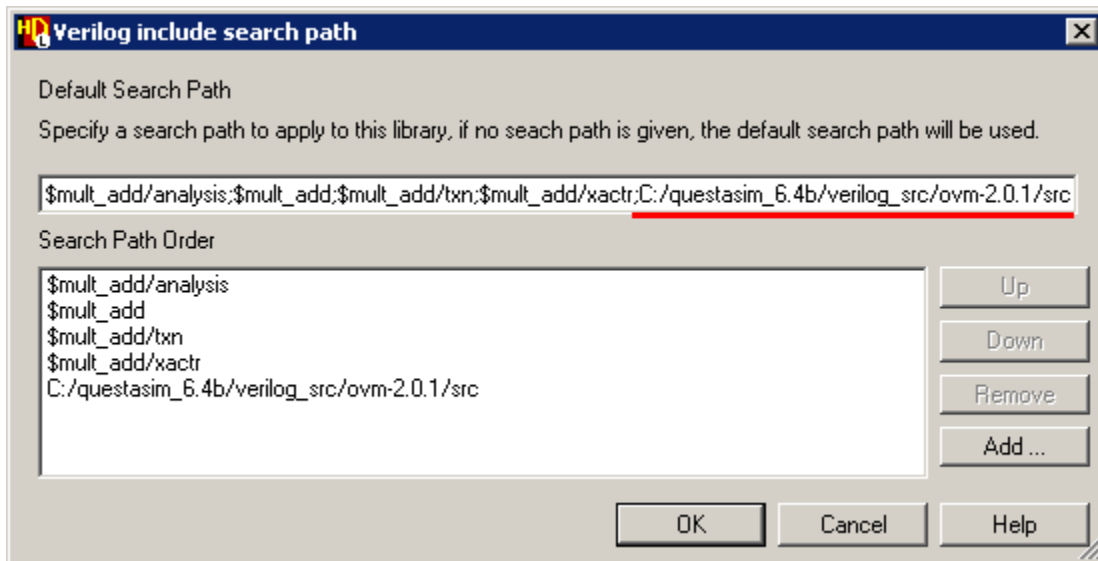 HDL Verilog include search path
Default Search Path
Specify a search path to apply to this library, if no seach path is given, the default search path will be used.
$mult_add/analysis;$mult_add;$mult_add/txn;$mult_add/xactr;C:/questasim_6.4b/verilog_src/ovm-2.0.1/src
Search Path Order
$mult_add/analysis
$mult_add
$mult_add/txn
$mult_add/xactr
C:/questasim_6.4b/verilog_src/ovm-2.0.1/src
Up
Down
Remove
Add ...
OK Cancel Help